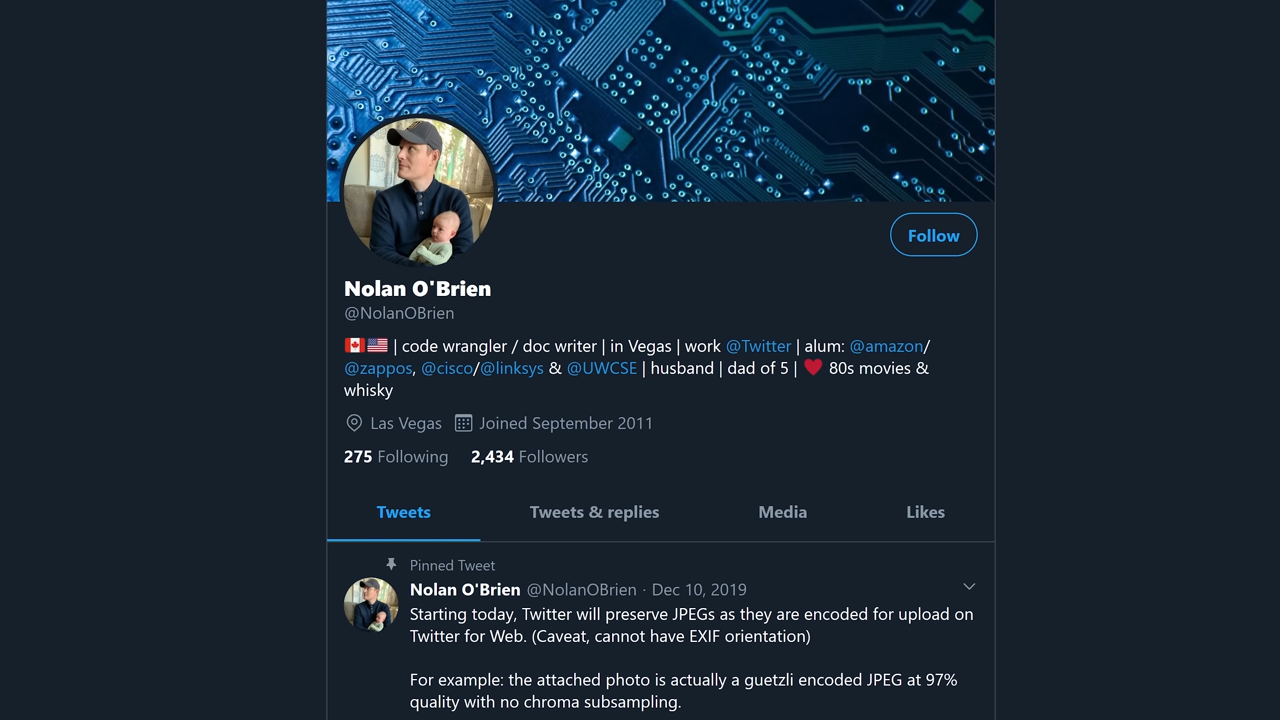 Follow
Nolan O'Brien
@NolanOBrien
🇨🇦🇺🇸 | code wrangler / doc writer | in Vegas | work @Twitter | alum: @amazon/
@zappos, @cisco/@linksys & @UWCSE | husband | dad of 5 | ❤️ 80s movies &
whisky
Las Vegas Joined September 2011
275 Following 2,434 Followers
Tweets Tweets & replies Media Likes
Pinned Tweet
Nolan O'Brien @NolanOBrien · Dec 10, 2019
Starting today, Twitter will preserve JPEGs as they are encoded for upload on
Twitter for Web. (Caveat, cannot have EXIF orientation)
For example: the attached photo is actually a guetzli encoded JPEG at 97%
quality with no chroma subsampling.